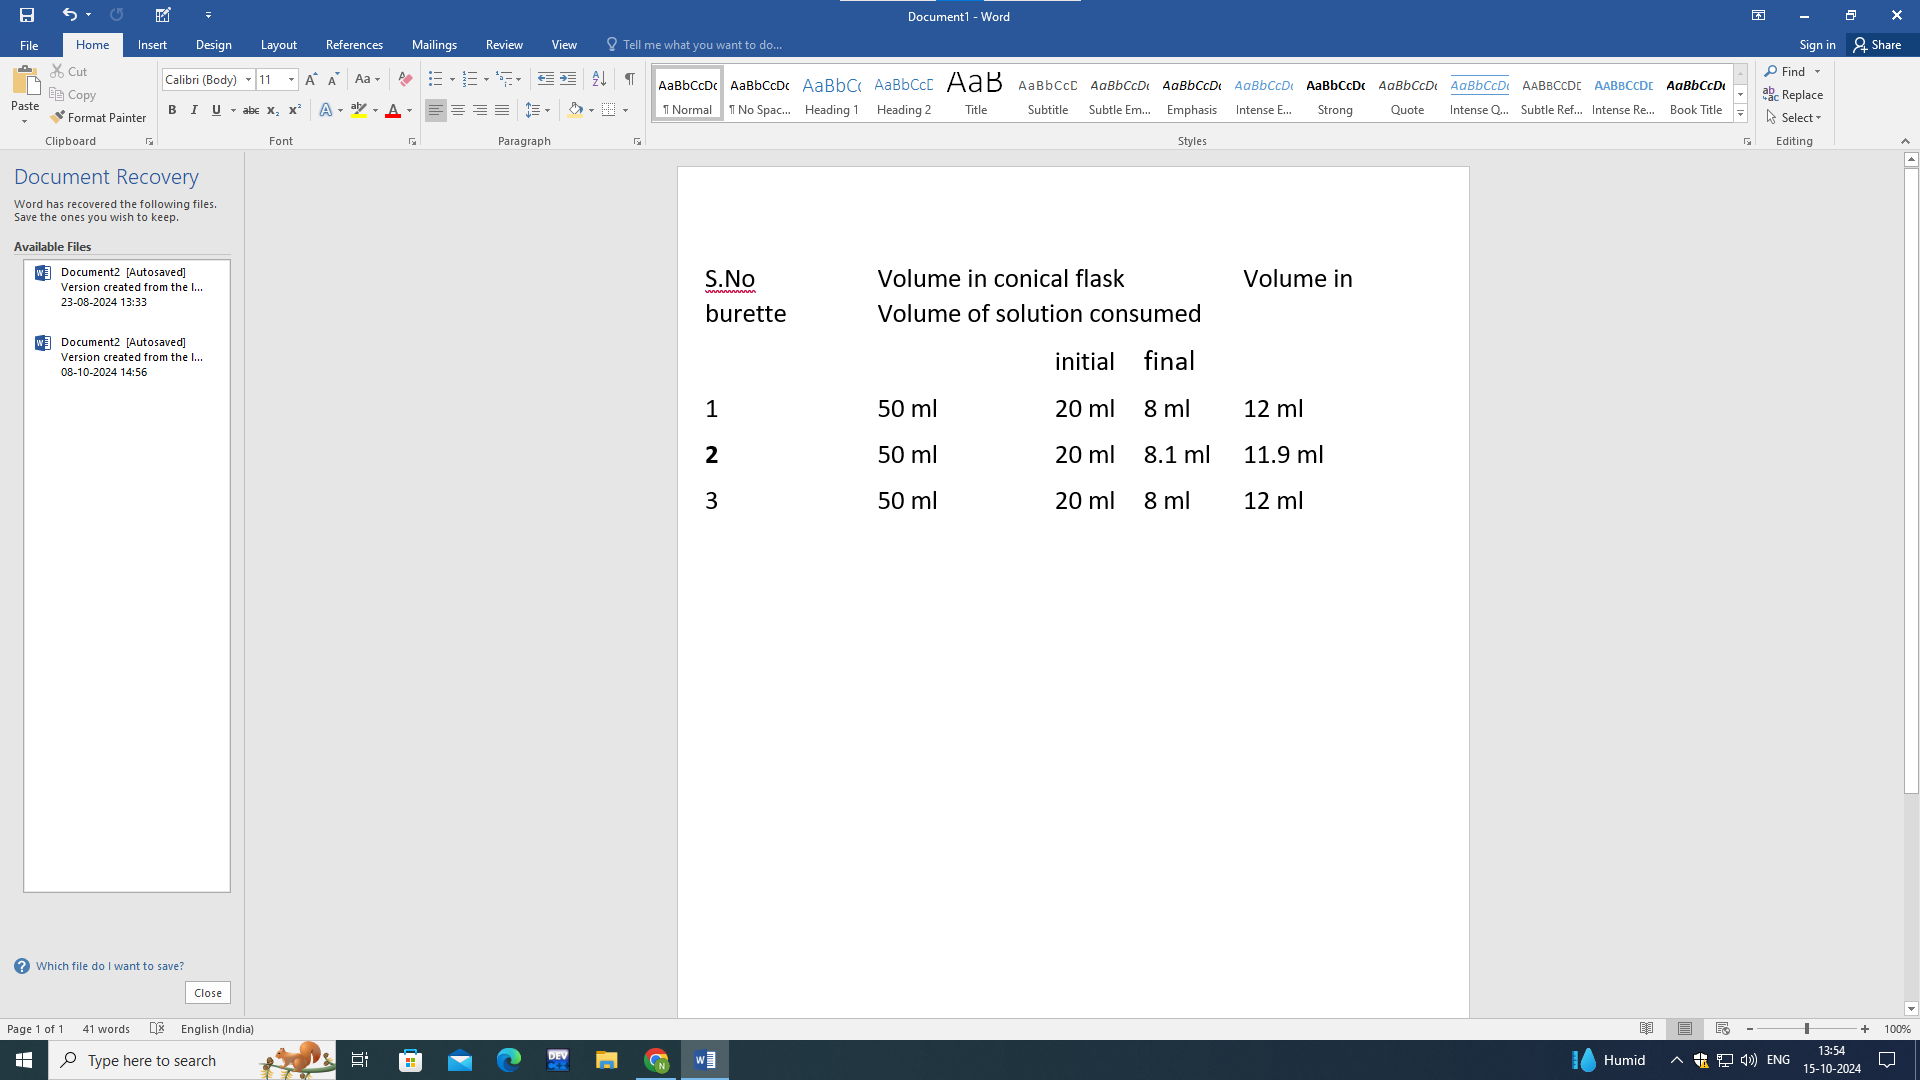 Document1 - Word
File Home Insert Design Layout References Mailings Review View Tell me what you want to do... Sign in Share
Paste
Cut
Copy
Format Painter
Clipboard
Calibri (Body) 11
Font
Paragraph
AaBbCcDc AaBbCcDc AaBbCc AaBbCcD AaB AaBbCcD AaBbCcDc AaBbCcDc AaBbCcDc AaBbCcDc AaBbCcDc AaBbCcDc AABBCCDC AABBCCDC AaBbCcDc
¶ Normal ¶ No Spac... Heading 1 Heading 2 Title Subtitle Subtle Em... Emphasis Intense E... Strong Quote Intense Q... Subtle Ref... Intense Re... Book Title
Styles
Find
Replace
Select
Editing
Document Recovery
Word has recovered the following files.
Save the ones you wish to keep.
Available Files
Document2 [Autosaved]
Version created from the l...
23-08-2024 13:33
Document2 [Autosaved]
Version created from the l...
08-10-2024 14:56
Which file do I want to save?
Close
S.No Volume in conical flask Volume in
burette Volume of solution consumed
initial final
1 50 ml 20 ml 8 ml 12 ml
2 50 ml 20 ml 8.1 ml 11.9 ml
3 50 ml 20 ml 8 ml 12 ml
Page 1 of 1 41 words English (India) 100%
Type here to search
DEV
Humid
ENG
13:54
15-10-2024